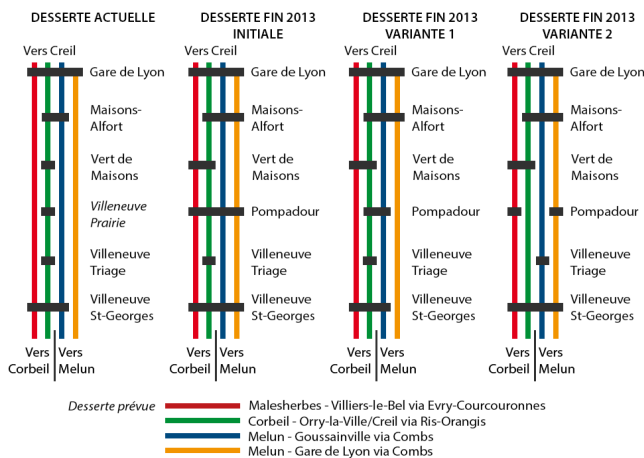 DESSERTE ACTUELLE
Vers Creil
Gare de Lyon
Maisons-
Alfort
Vert de
Maisons
Villeneuve
Prairie
Villeneuve
Triage
Villeneuve
St-Georges
Vers Vers
Corbeil Melun
DESSERTE FIN 2013
INITIALE
Vers Creil
Gare de Lyon
Maisons-
Alfort
Vert de
Maisons
Pompadour
Villeneuve
Triage
Villeneuve
St-Georges
Vers Vers
Corbeil Melun
DESSERTE FIN 2013
VARIANTE 1
Vers Creil
Gare de Lyon
Maisons-
Alfort
Vert de
Maisons
Pompadour
Villeneuve
Triage
Villeneuve
St-Georges
Vers Vers
Corbeil Melun
DESSERTE FIN 2013
VARIANTE 2
Vers Creil
Gare de Lyon
Maisons-
Alfort
Vert de
Maisons
Pompadour
Villeneuve
Triage
Villeneuve
St-Georges
Vers Vers
Corbeil Melun
Desserte prévue
Malesherbes - Villiers-le-Bel via Evry-Courcouronnes
Corbeil - Orry-la-Ville/Creil via Ris-Orangis
Melun - Goussainville via Combs
Melun - Gare de Lyon via Combs